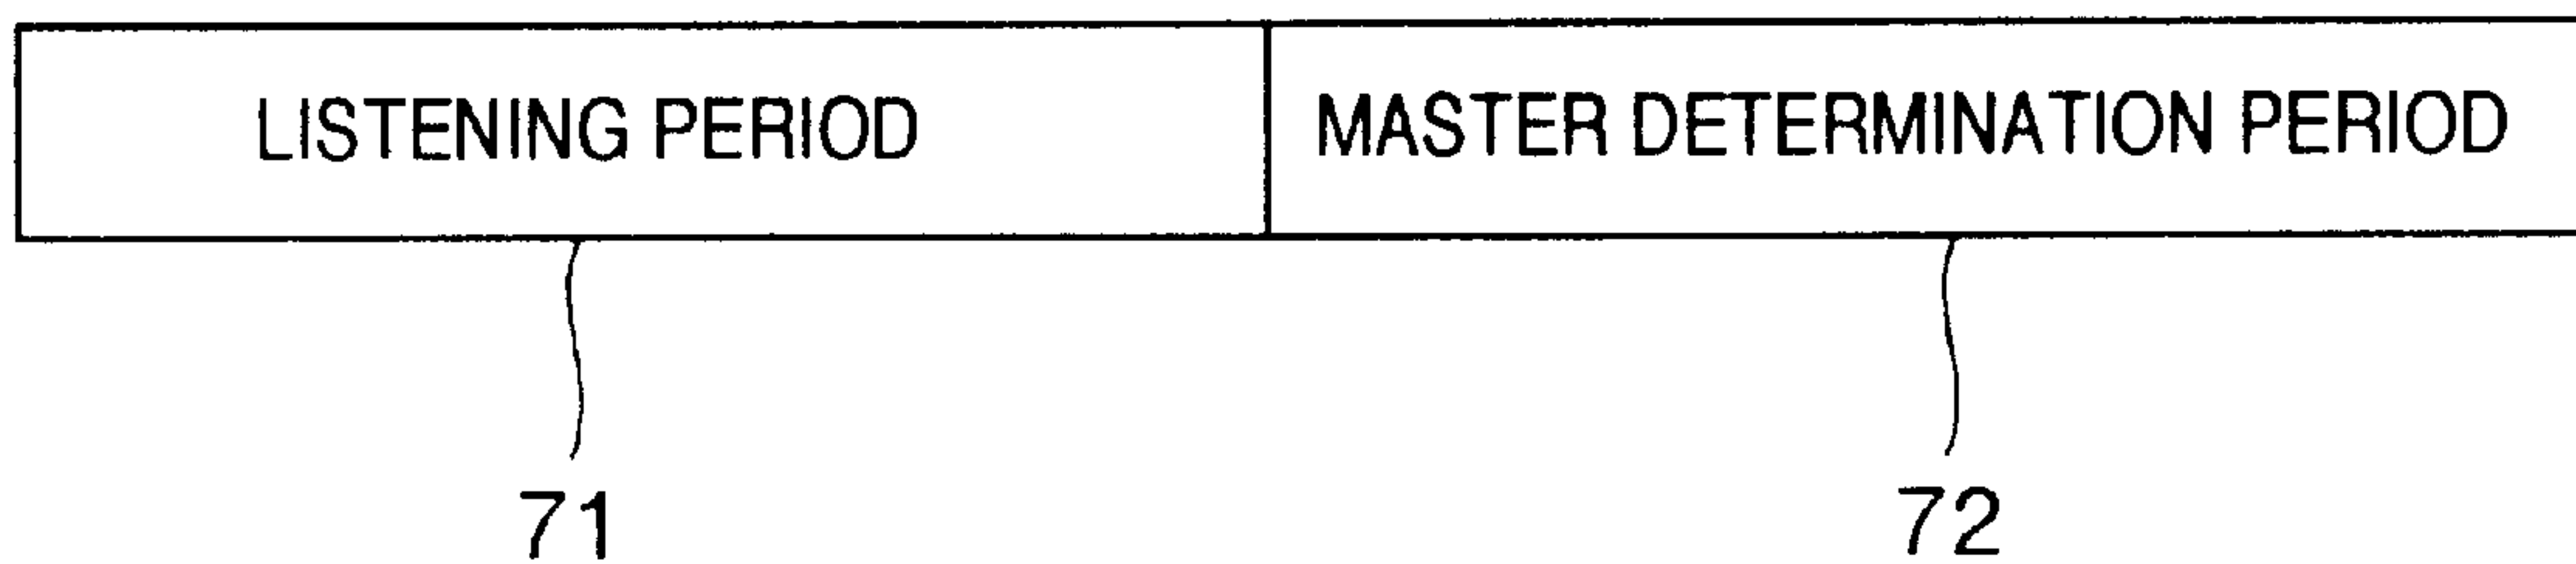 LISTENING PERIOD
MASTER DETERMINATION PERIOD
71
72